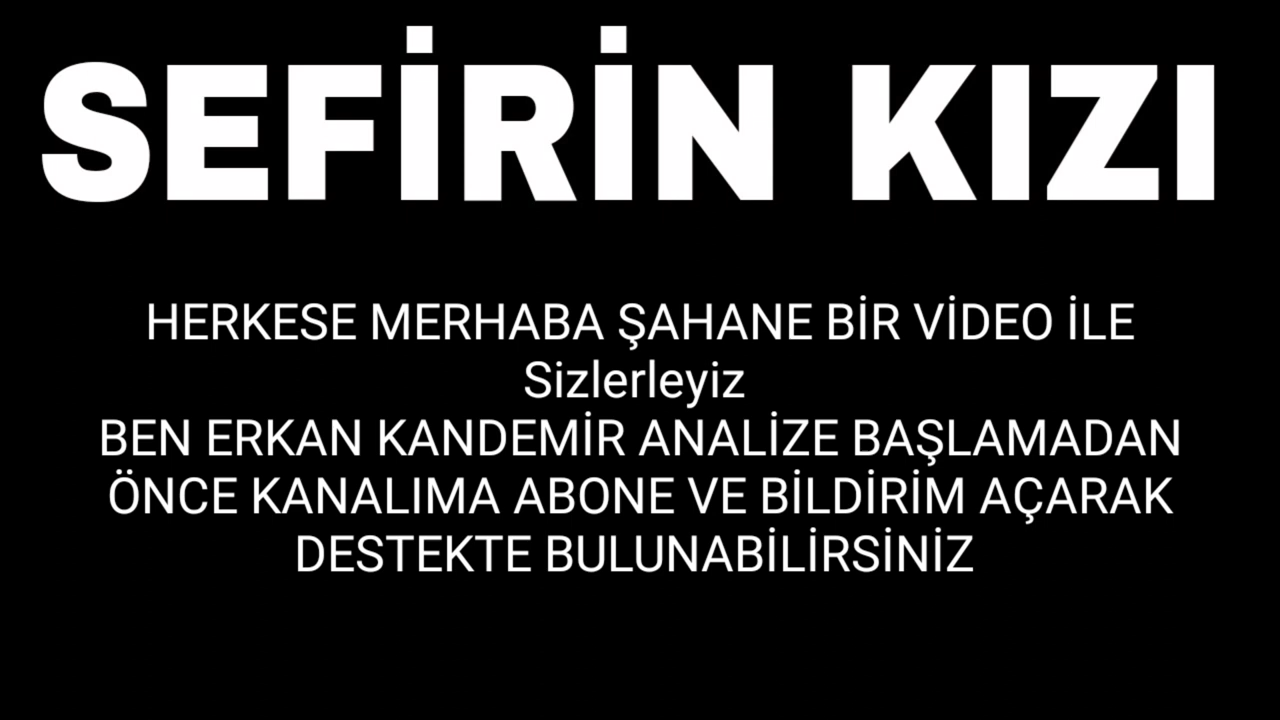 SEFİRİN KIZI
HERKESE MERHABA ŞAHANE BİR VİDEO İLE
Sizlerleyiz
BEN ERKAN KANDEMİR ANALİZE BAŞLAMADAN
ÖNCE KANALIMA ABONE VE BİLDİRİM AÇARAK
DESTEKTE BULUNABİLİRSİNİZ